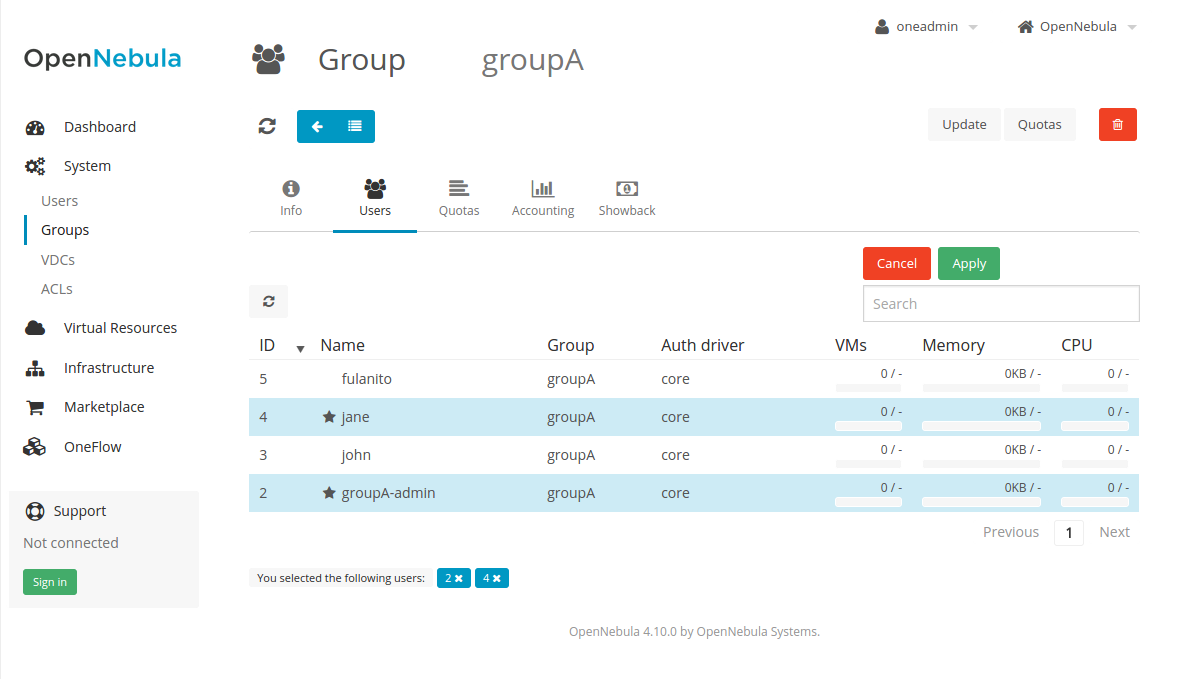 oneadmin OpenNebula
OpenNebula
Group groupA
Dashboard
System
Users
Groups
VDCs
ACLs
Virtual Resources
Infrastructure
Marketplace
OneFlow
Support
Not connected
Sign in
Update Quotas
Info Users Quotas Accounting Showback
Cancel Apply
Search
ID Name Group Auth driver VMs Memory CPU
5 fulanito groupA core 0 / - 0KB / - 0 / -
4 jane groupA core 0 / - 0KB / - 0 / -
3 john groupA core 0 / - 0KB / - 0 / -
2 groupA-admin groupA core 0 / - 0KB / - 0 / -
Previous 1 Next
You selected the following users: 2 4
OpenNebula 4.10.0 by OpenNebula Systems.